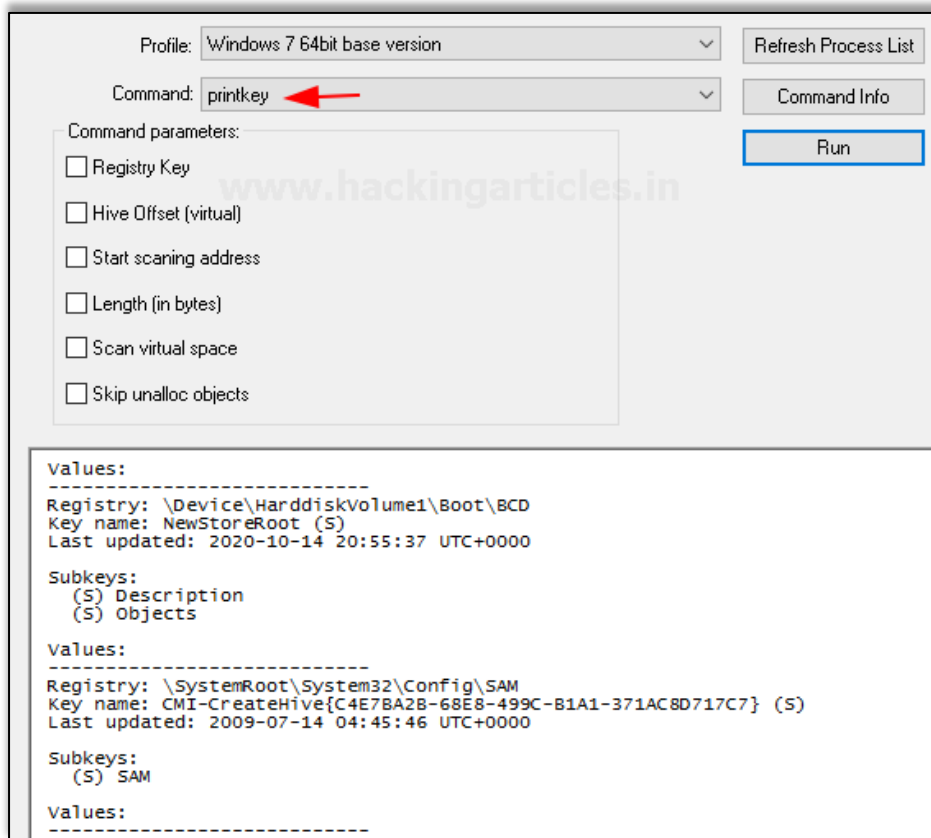 Profile: Windows 7 64bit base version Refresh Process List
Command: printkey Command Info
Command parameters: Run
Registry Key
www.hackingarticles.in
Hive Offset (virtual)
Start scaning address
Length (in bytes)
Scan virtual space
Skip unalloc objects
Values:
----------------------------
Registry: \Device\HarddiskVolume1\Boot\BCD
Key name: NewStoreRoot (S)
Last updated: 2020-10-14 20:55:37 UTC+0000
Subkeys:
(S) Description
(S) Objects
Values:
----------------------------
Registry: \SystemRoot\System32\Config\SAM
Key name: CMI-CreateHive{C4E7BA2B-68E8-499C-B1A1-371AC8D717C7} (S)
Last updated: 2009-07-14 04:45:46 UTC+0000
Subkeys:
(S) SAM
Values:
----------------------------